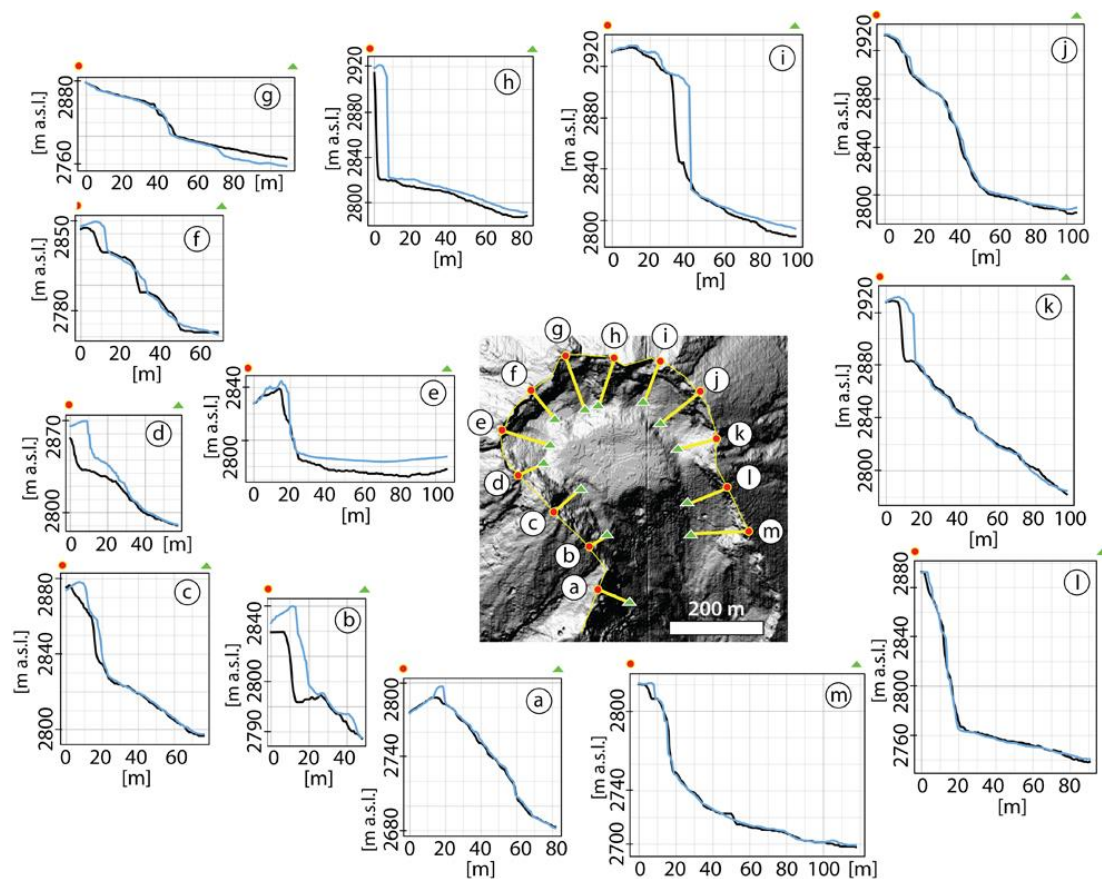 g
[m a.s.l.]
2880
2760
0 20 40 60 80 [m]
h
[m a.s.l.]
2920
2880
2840
2800
0 20 40 60 80
[m]
i
[m a.s.l.]
2920
2880
2840
2800
0 20 40 60 80 100
[m]
j
[m a.s.l.]
2920
2880
2840
2800
0 20 40 60 80 100
[m]
f
[m a.s.l.]
2850
2780
0 20 40 60
[m]
e
[m a.s.l.]
2840
2800
0 20 40 60 80 100
[m]
d
[m a.s.l.]
2870
2800
0 20 40
[m]
k
[m a.s.l.]
2920
2880
2840
2800
0 20 40 60 80 100
[m]
g
h
i
f
j
e
k
d
l
c
m
b
a
200 m
c
[m a.s.l.]
2880
2840
2800
0 20 40 60
[m]
b
[m a.s.l.]
2840
2800
2790
0 20 40
[m]
a
[m a.s.l.]
2800
2740
2680
0 20 40 60 80
[m]
m
[m a.s.l.]
2800
2740
2700
0 20 40 60 80 100 [m]
l
[m a.s.l.]
2880
2840
2800
2760
0 20 40 60 80
[m]